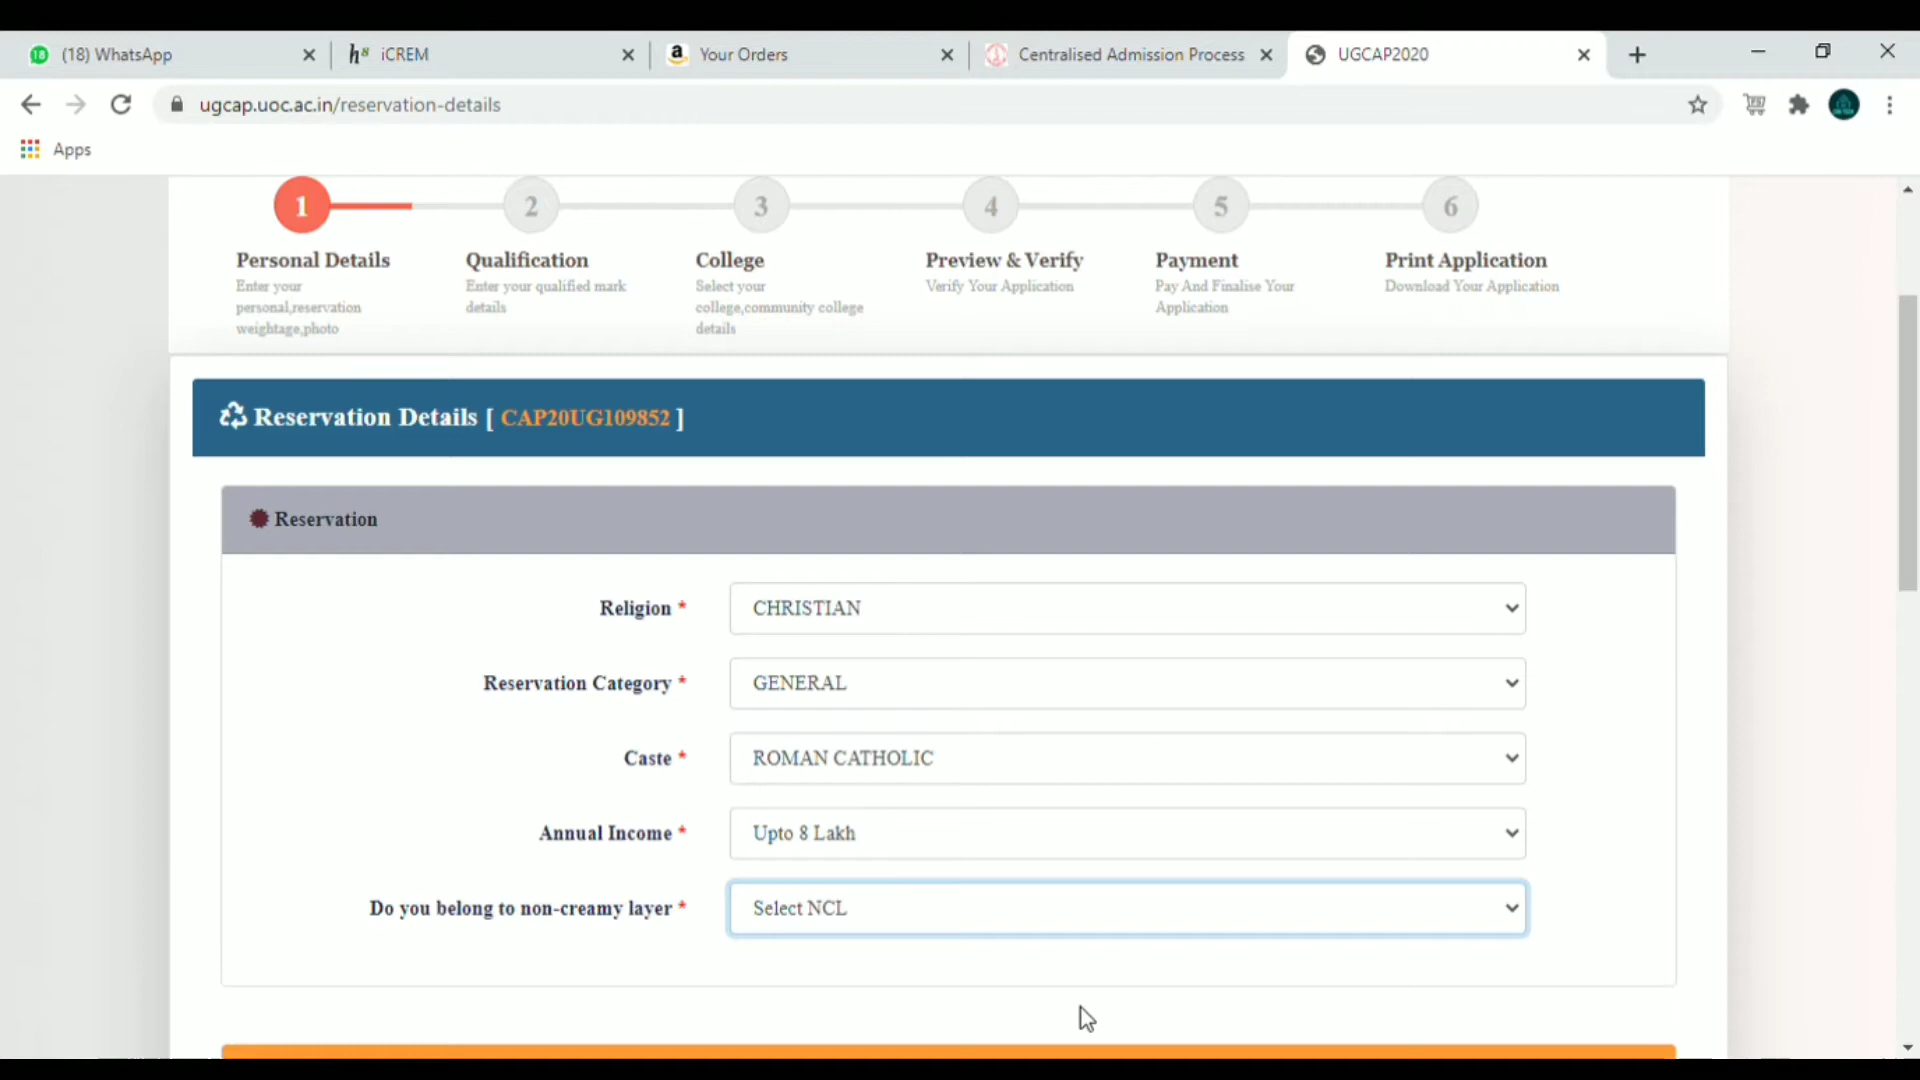 (18) WhatsApp
iCREM
Your Orders
Centralised Admission Process
UGCAP2020
ugcap.uoc.ac.in/reservation-details
Apps
1
2
3
4
5
6
Personal Details
Enter your
personal,reservation
weightage,photo
Qualification
Enter your qualified mark
details
College
Select your
college,community college
details
Preview & Verify
Verify Your Application
Payment
Pay And Finalise Your
Application
Print Application
Download Your Application
Reservation Details [ CAP20UG109852 ]
Reservation
Religion * CHRISTIAN
Reservation Category * GENERAL
Caste * ROMAN CATHOLIC
Annual Income * Upto 8 Lakh
Do you belong to non-creamy layer * Select NCL